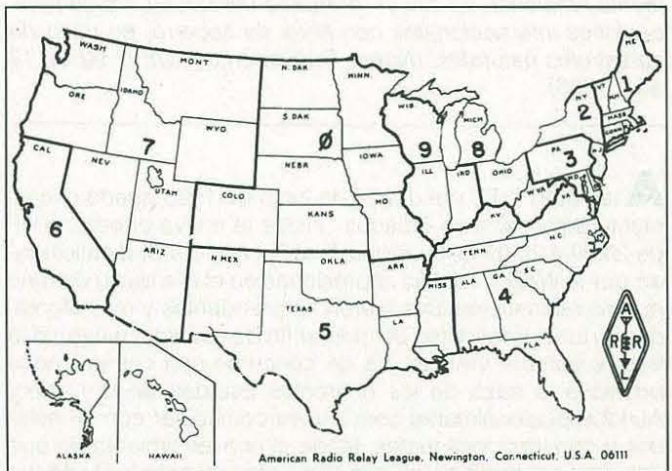 WASH
MONT.
N. DAK
MINN.
ME.
ORE
IDAHO
S. DAK
WIS.
MICH
N.Y.
VT
1
MASS
CONN
2
7
WYO.
Ø
9
8
PA
3
N.J.
CAL
NEV
UTAH
COLO.
NEBR
IOWA
ILL
IND
OHIO
W.VA
MD
6
KANS
MO
KY
VA
N.C.
ARIZ
N.MEX
OKLA.
ARK
TENN
S.C.
MISS
ALA
GA
4
TEXAS
5
LA
FLA
A
R R
L
ALASKA
HAWAII
American Radio Relay League, Newington, Connecticut. U.S.A. 06111